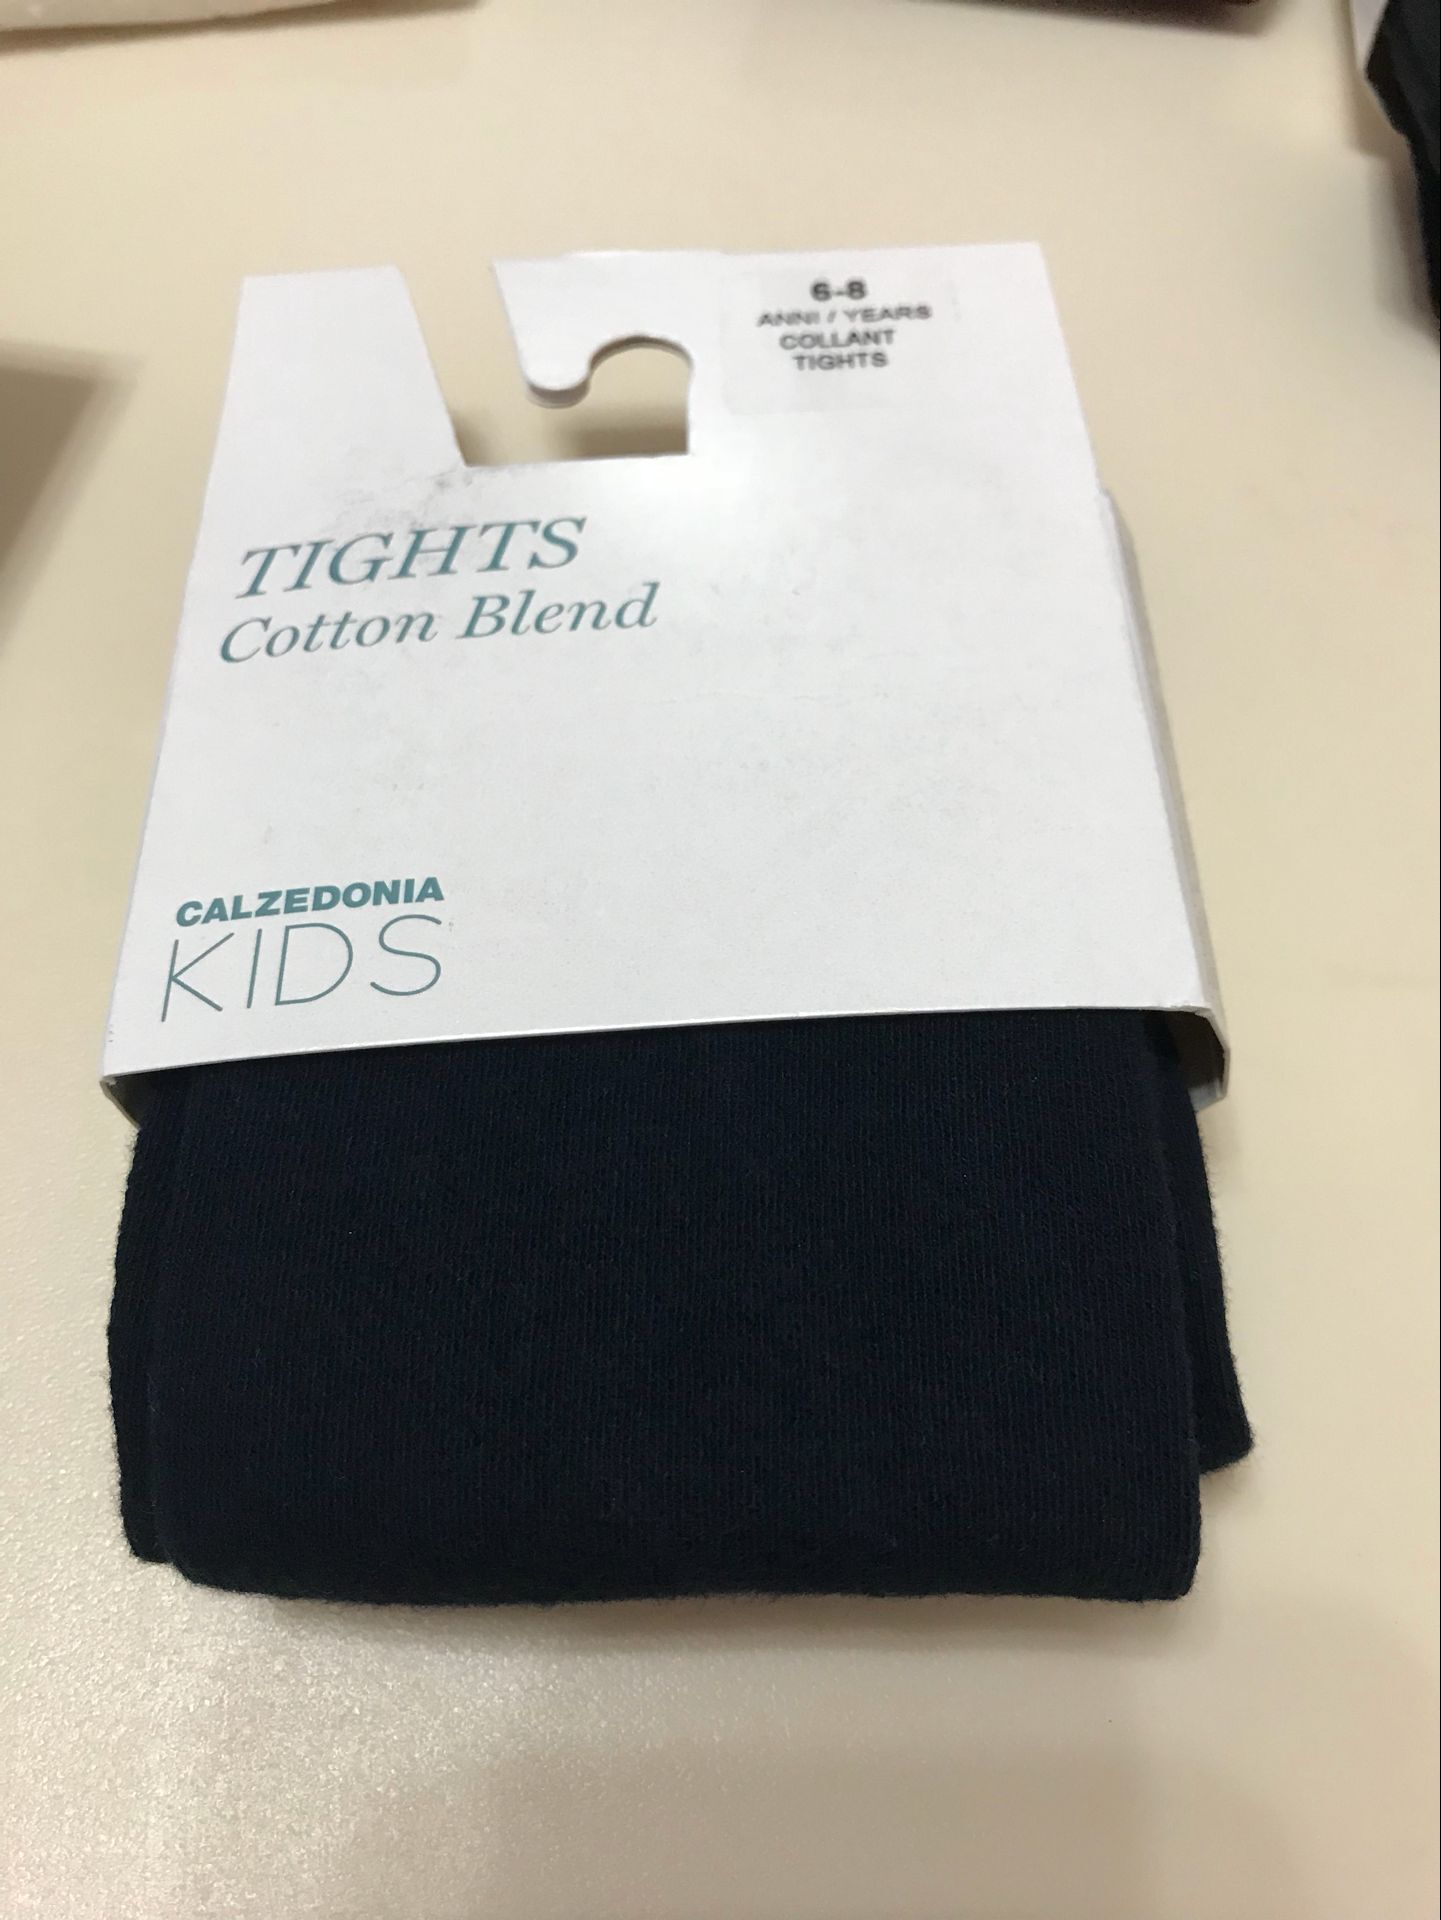 6-8
ANNI / YEARS
COLLANT
TIGHTS
TIGHTS
Cotton Blend
CALZEDONIA
KIDS